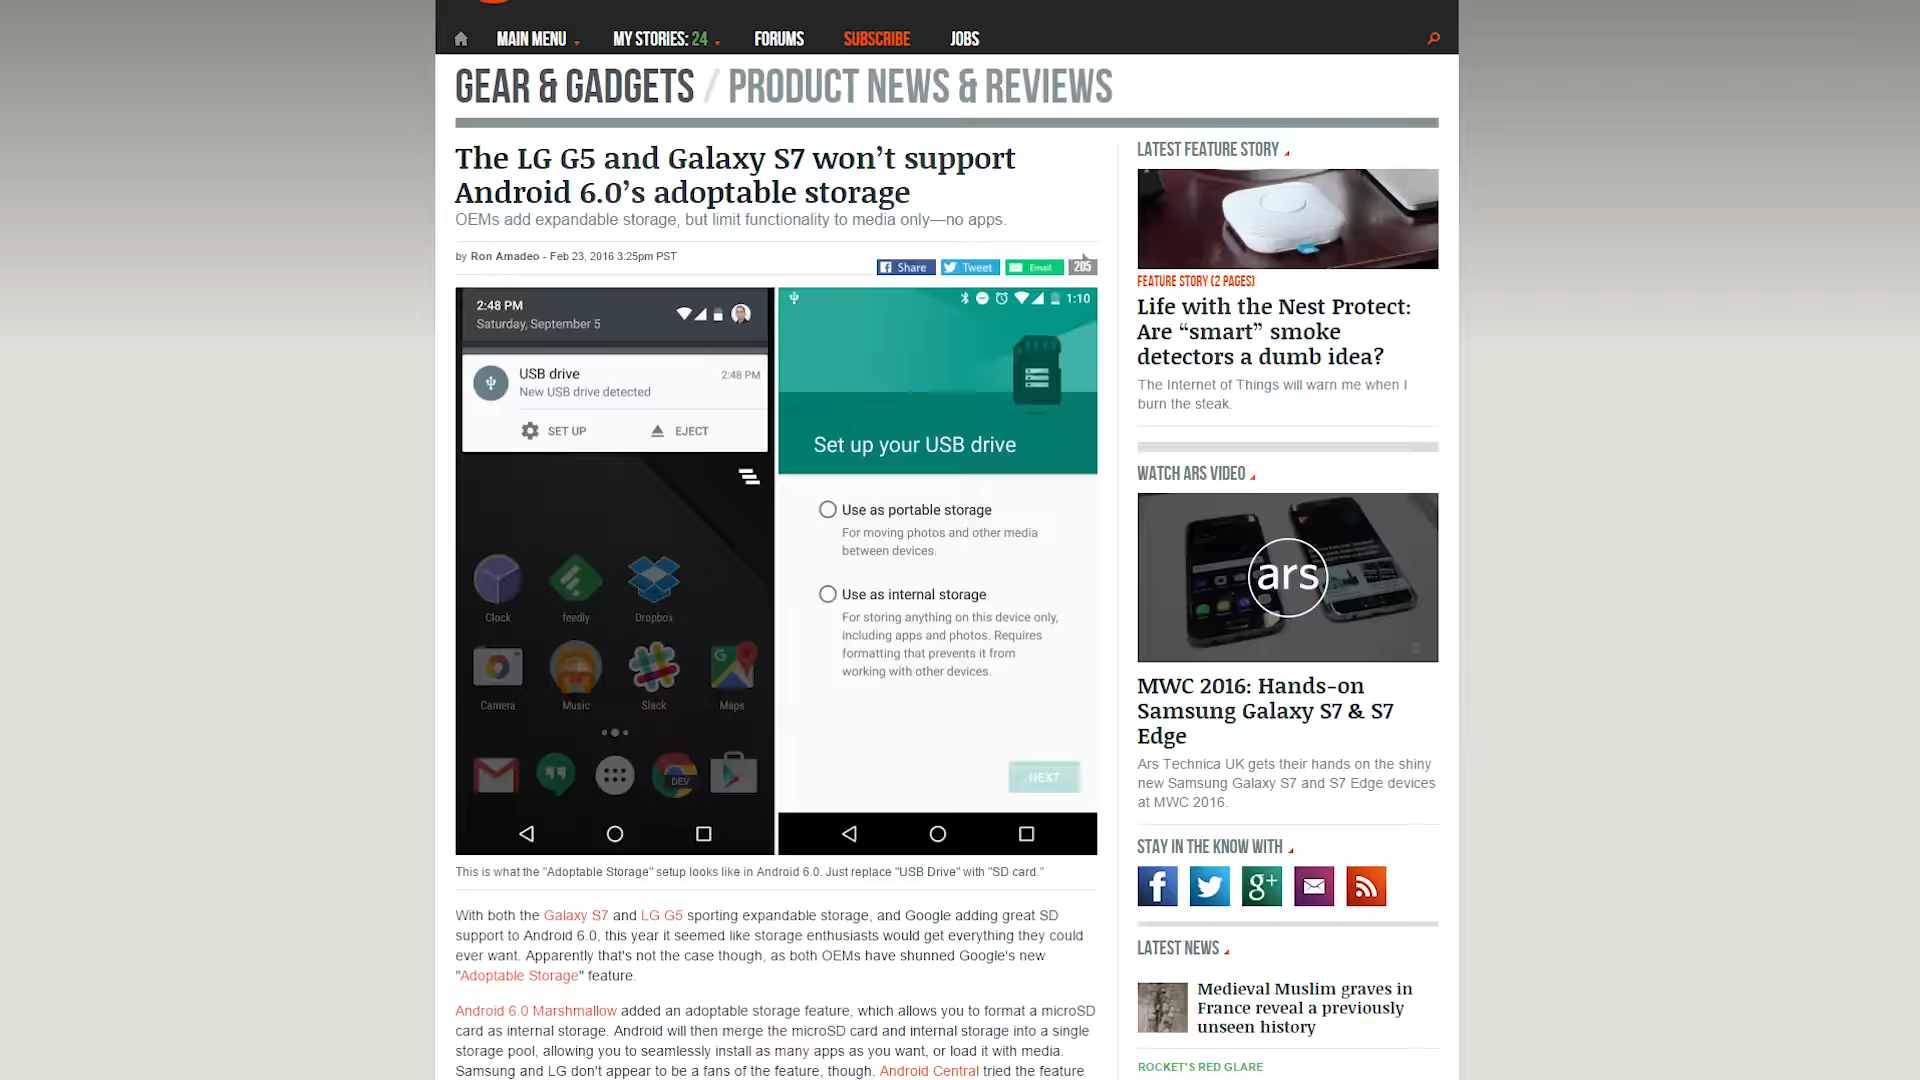 MAIN MENU
MY STORIES: 24
FORUMS
SUBSCRIBE
JOBS
GEAR & GADGETS / PRODUCT NEWS & REVIEWS
The LG G5 and Galaxy S7 won’t support
Android 6.0’s adoptable storage
OEMs add expandable storage, but limit functionality to media only—no apps.
by Ron Amadeo - Feb 23, 2016 3:25pm PST
Share
Tweet
Email
205
2:48 PM
Saturday, September 5
USB drive
2:48 PM
New USB drive detected
SET UP
EJECT
Clock
feedly
Dropbox
Camera
Music
Slack
Maps
DEV
1:10
Set up your USB drive
Use as portable storage
For moving photos and other media
between devices.
Use as internal storage
For storing anything on this device only,
including apps and photos. Requires
formatting that prevents it from
working with other devices.
NEXT
This is what the "Adoptable Storage" setup looks like in Android 6.0. Just replace "USB Drive" with "SD card."
With both the Galaxy S7 and LG G5 sporting expandable storage, and Google adding great SD
support to Android 6.0, this year it seemed like storage enthusiasts would get everything they could
ever want. Apparently that's not the case though, as both OEMs have shunned Google's new
"Adoptable Storage" feature.
Android 6.0 Marshmallow added an adoptable storage feature, which allows you to format a microSD
card as internal storage. Android will then merge the microSD card and internal storage into a single
storage pool, allowing you to seamlessly install as many apps as you want, or load it with media.
Samsung and LG don't appear to be a fans of the feature, though. Android Central tried the feature
LATEST FEATURE STORY
FEATURE STORY (2 PAGES)
Life with the Nest Protect:
Are “smart” smoke
detectors a dumb idea?
The Internet of Things will warn me when I
burn the steak.
WATCH ARS VIDEO
ars
MWC 2016: Hands-on
Samsung Galaxy S7 & S7
Edge
Ars Technica UK gets their hands on the shiny
new Samsung Galaxy S7 and S7 Edge devices
at MWC 2016.
STAY IN THE KNOW WITH
f
g+
LATEST NEWS
Medieval Muslim graves in
France reveal a previously
unseen history
ROCKET'S RED GLARE